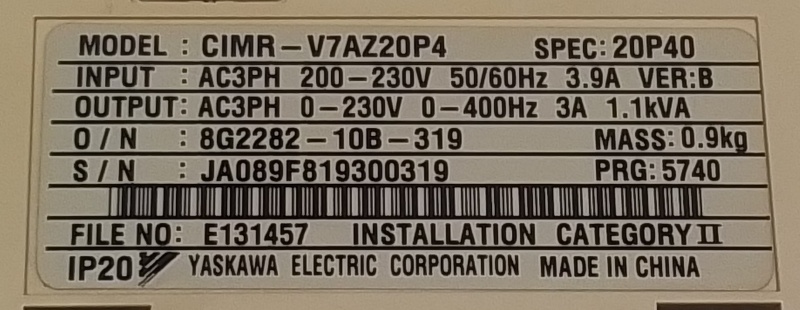 MODEL : CIMR-V7AZ20P4 SPEC: 20P40
INPUT : AC3PH 200-230V 50/60Hz 3.9A VER:B
OUTPUT: AC3PH 0-230V 0-400Hz 3A 1.1kVA
O/N : 8G2282-10B-319 MASS: 0.9kg
S/N : JA089F819300319 PRG: 5740
FILE NO: E131457 INSTALLATION CATEGORY II
IP20 YASKAWA ELECTRIC CORPORATION MADE IN CHINA